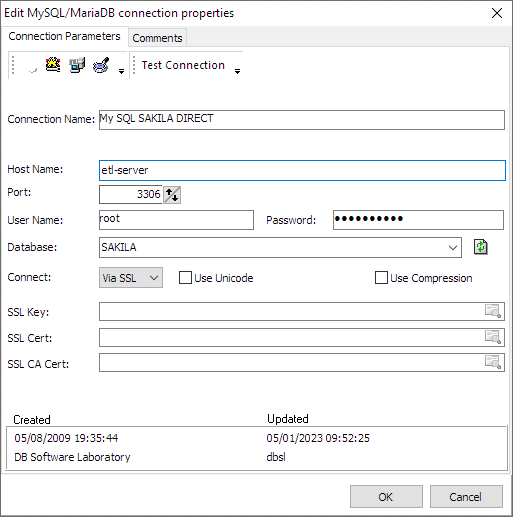 Edit MySQL/MariaDB connection properties
Connection Parameters Comments
Test Connection
Connection Name: My SQL SAKILA DIRECT
Host Name: etl-server
Port: 3306
User Name: root Password: ●●●●●●●●●●
Database: SAKILA
Connect: Via SSL Use Unicode Use Compression
SSL Key:
SSL Cert:
SSL CA Cert:
Created Updated
05/08/2009 19:35:44 05/01/2023 09:52:25
DB Software Laboratory dbsl
OK Cancel